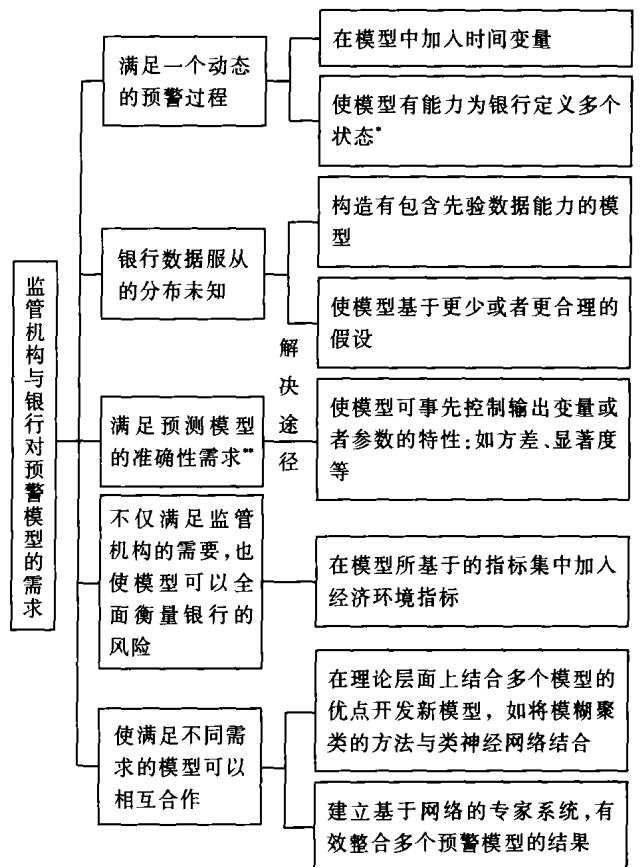 监管机构与银行对预警模型的需求
满足一个动态
的预警过程
在模型中加入时间变量
使模型有能力为银行定义多个
状态*
银行数据服从
的分布未知
构造有包含先验数据能力的模
型
使模型基于更少或者更合理的
假设
解决途径
满足预测模型
的准确性需求**
使模型可事先控制输出变量或
者参数的特性:如方差、显著度
等
不仅满足监管
机构的需要,也
使模型可以全
面衡量银行的
风险
在模型所基于的指标集中加入
经济环境指标
使满足不同需
求的模型可以
相互合作
在理论层面上结合多个模型的
优点开发新模型，如将模糊聚
类的方法与类神经网络结合
建立基于网络的专家系统,有
效整合多个预警模型的结果